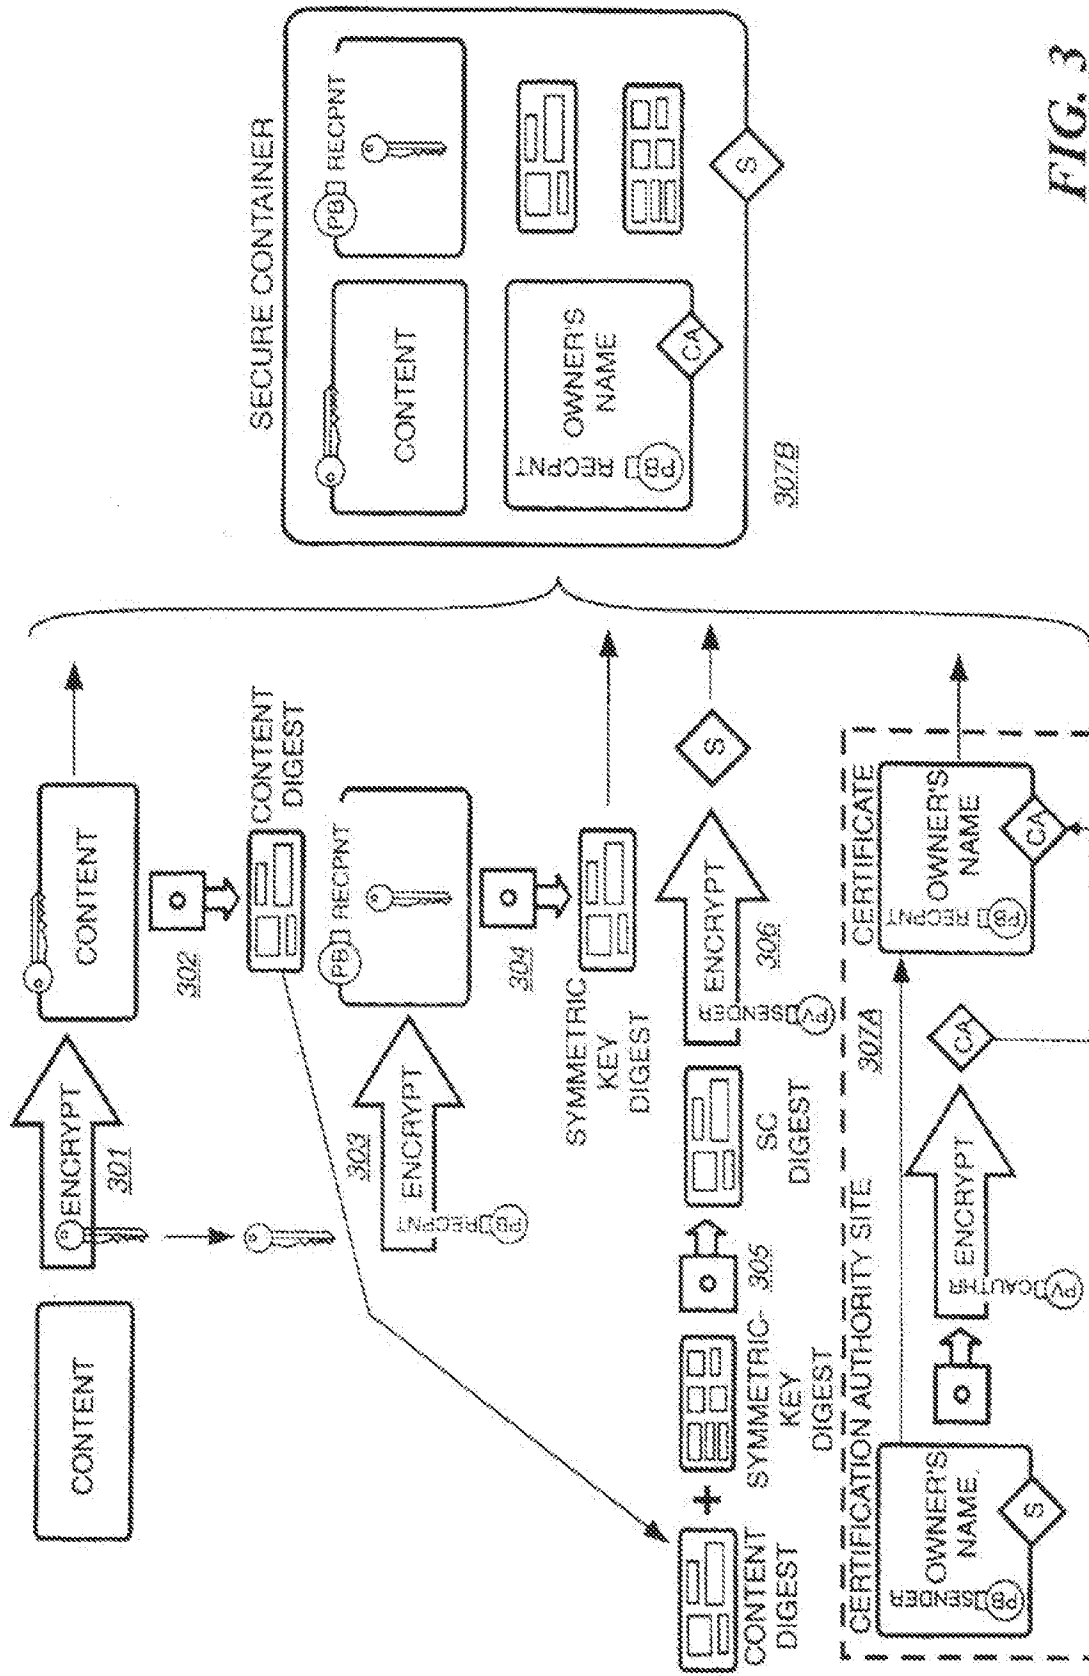 CONTENT
ENCRYPT
301
CONTENT
302
CONTENT
DIGEST
303
ENCRYPT
PB RECPNT
PB RECPNT
304
SYMMETRIC
KEY
DIGEST
CONTENT
DIGEST
+
SYMMETRIC-
KEY
DIGEST
305
SC
DIGEST
ENCRYPT
PV SENDER
306
S
CERTIFICATION AUTHORITY SITE
307A
OWNER'S
NAME
PB SENDER
S
ENCRYPT
PV CAUTHR
CA
CERTIFICATE
OWNER'S
NAME
PB RECPNT
CA
SECURE CONTAINER
CONTENT
PB RECPNT
OWNER'S
NAME
PB RECPNT
CA
S
307B
FIG. 3